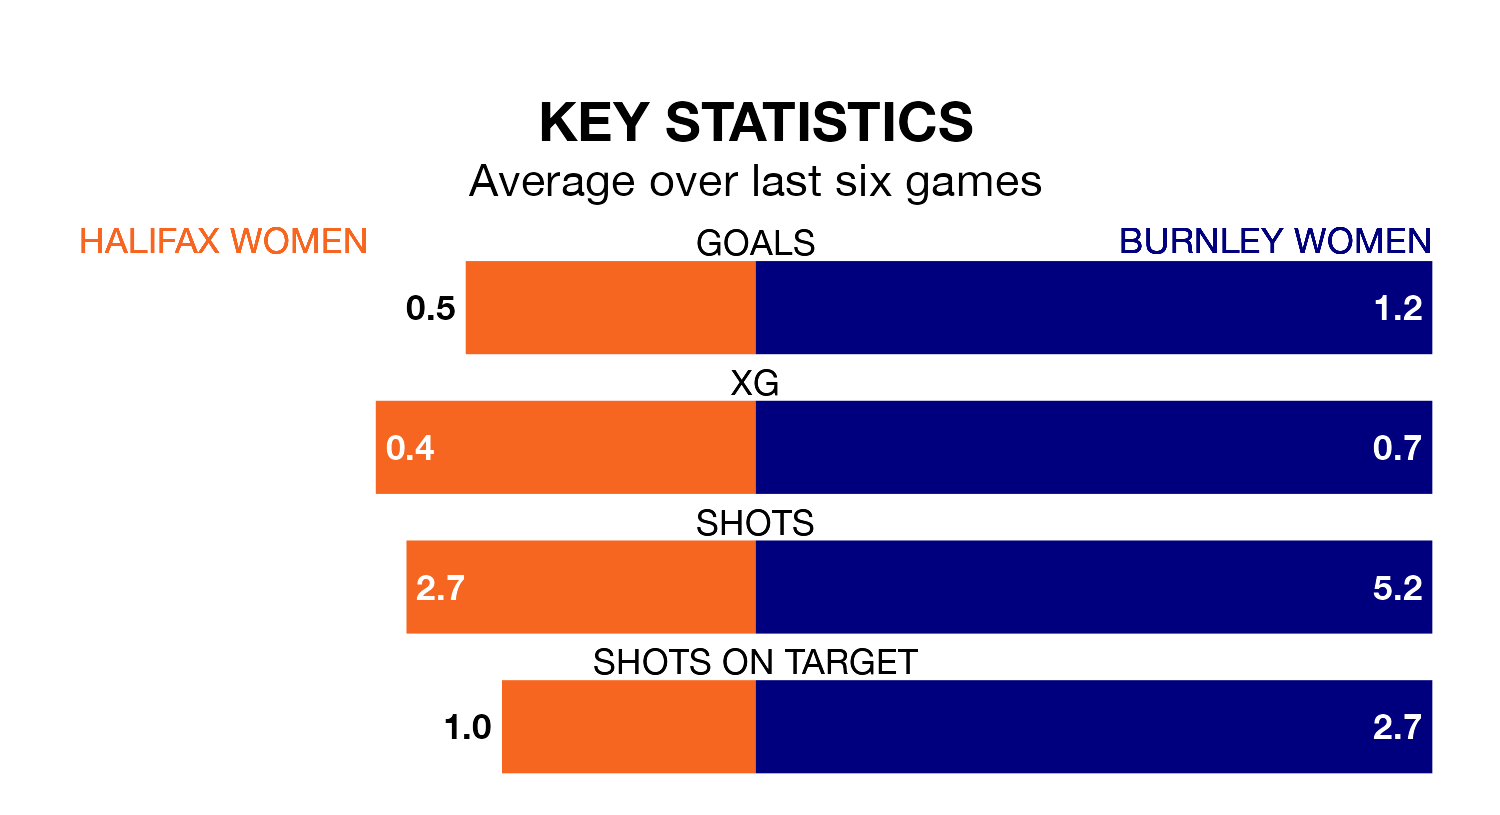 KEY STATISTICS
Average over last six games
HALIFAX WOMEN GOALS BURNLEY WOMEN
0.5 1.2
XG
0.4 0.7
SHOTS
2.7 5.2
SHOTS ON TARGET
1.0 2.7